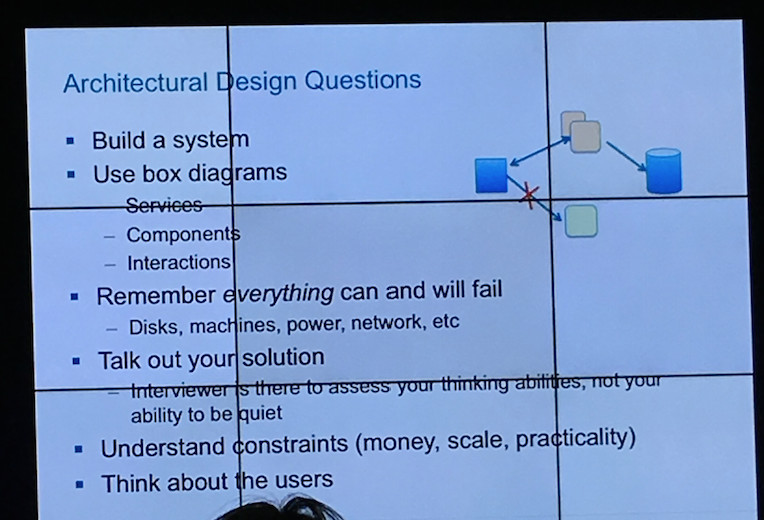 Architectural Design Questions
Build a system
Use box diagrams
– Services
– Components
– Interactions
Remember everything can and will fail
– Disks, machines, power, network, etc
Talk out your solution
– Interviewer is there to assess your thinking abilities, not your
ability to be quiet
Understand constraints (money, scale, practicality)
Think about the users